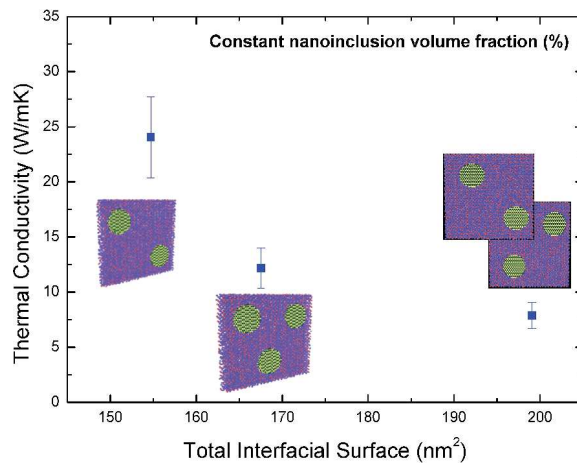 Constant nanoinclusion volume fraction (%)
Thermal Conductivity (W/mK)
35
30
25
20
15
10
5
0
150 160 170 180 190 200
Total Interfacial Surface (nm²)